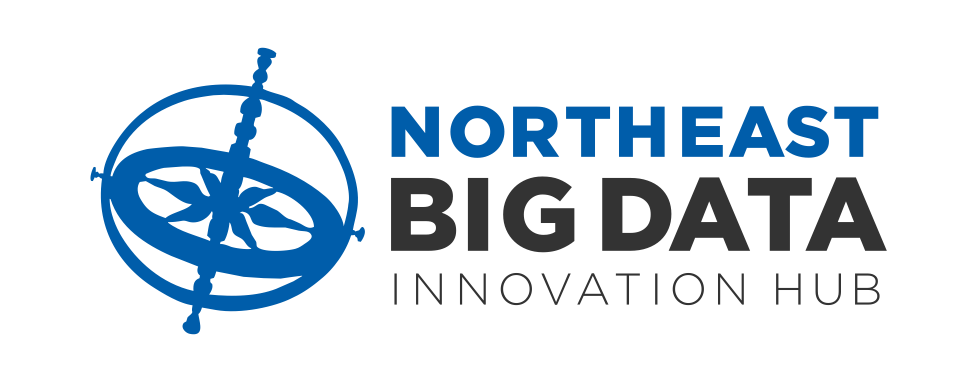 NORTHEAST
BIG DATA
INNOVATION HUB